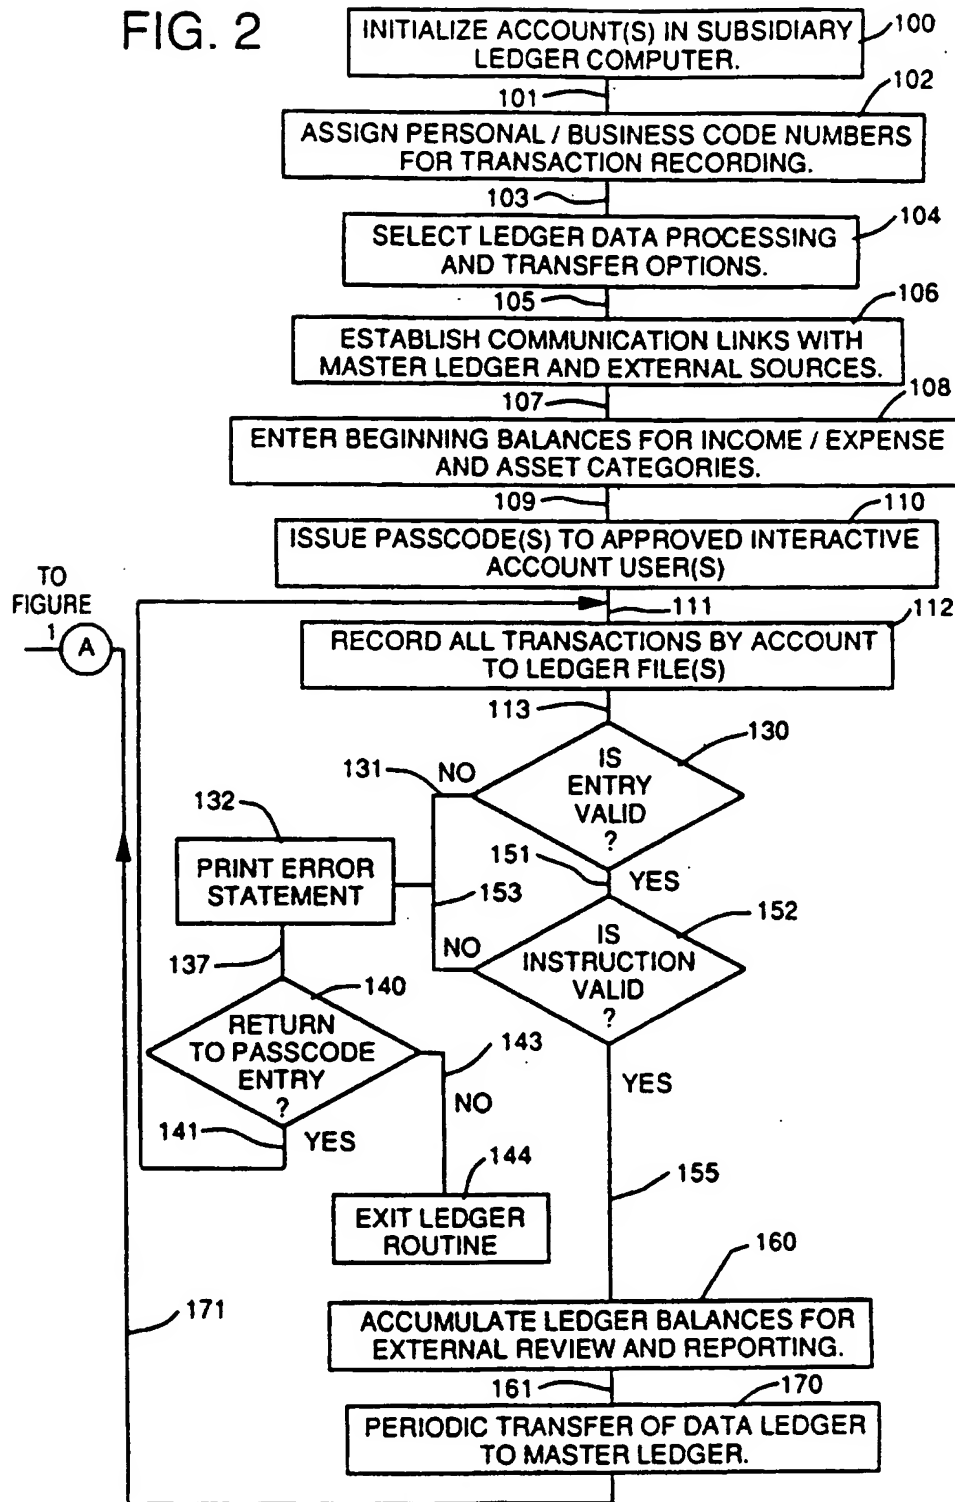 FIG. 2
INITIALIZE ACCOUNT(S) IN SUBSIDIARY
LEDGER COMPUTER.
100
101
102
ASSIGN PERSONAL / BUSINESS CODE NUMBERS
FOR TRANSACTION RECORDING.
103
104
SELECT LEDGER DATA PROCESSING
AND TRANSFER OPTIONS.
105
106
ESTABLISH COMMUNICATION LINKS WITH
MASTER LEDGER AND EXTERNAL SOURCES.
107
108
ENTER BEGINNING BALANCES FOR INCOME / EXPENSE
AND ASSET CATEGORIES.
109
110
ISSUE PASSCODE(S) TO APPROVED INTERACTIVE
ACCOUNT USER(S)
TO
FIGURE
1
A
111
112
RECORD ALL TRANSACTIONS BY ACCOUNT
TO LEDGER FILE(S)
113
130
IS
ENTRY
VALID
?
131
NO
132
PRINT ERROR
STATEMENT
151
YES
153
152
NO
IS
INSTRUCTION
VALID
?
137
140
RETURN
TO PASSCODE
ENTRY
?
143
NO
YES
141
YES
144
EXIT LEDGER
ROUTINE
155
160
ACCUMULATE LEDGER BALANCES FOR
EXTERNAL REVIEW AND REPORTING.
171
161
170
PERIODIC TRANSFER OF DATA LEDGER
TO MASTER LEDGER.